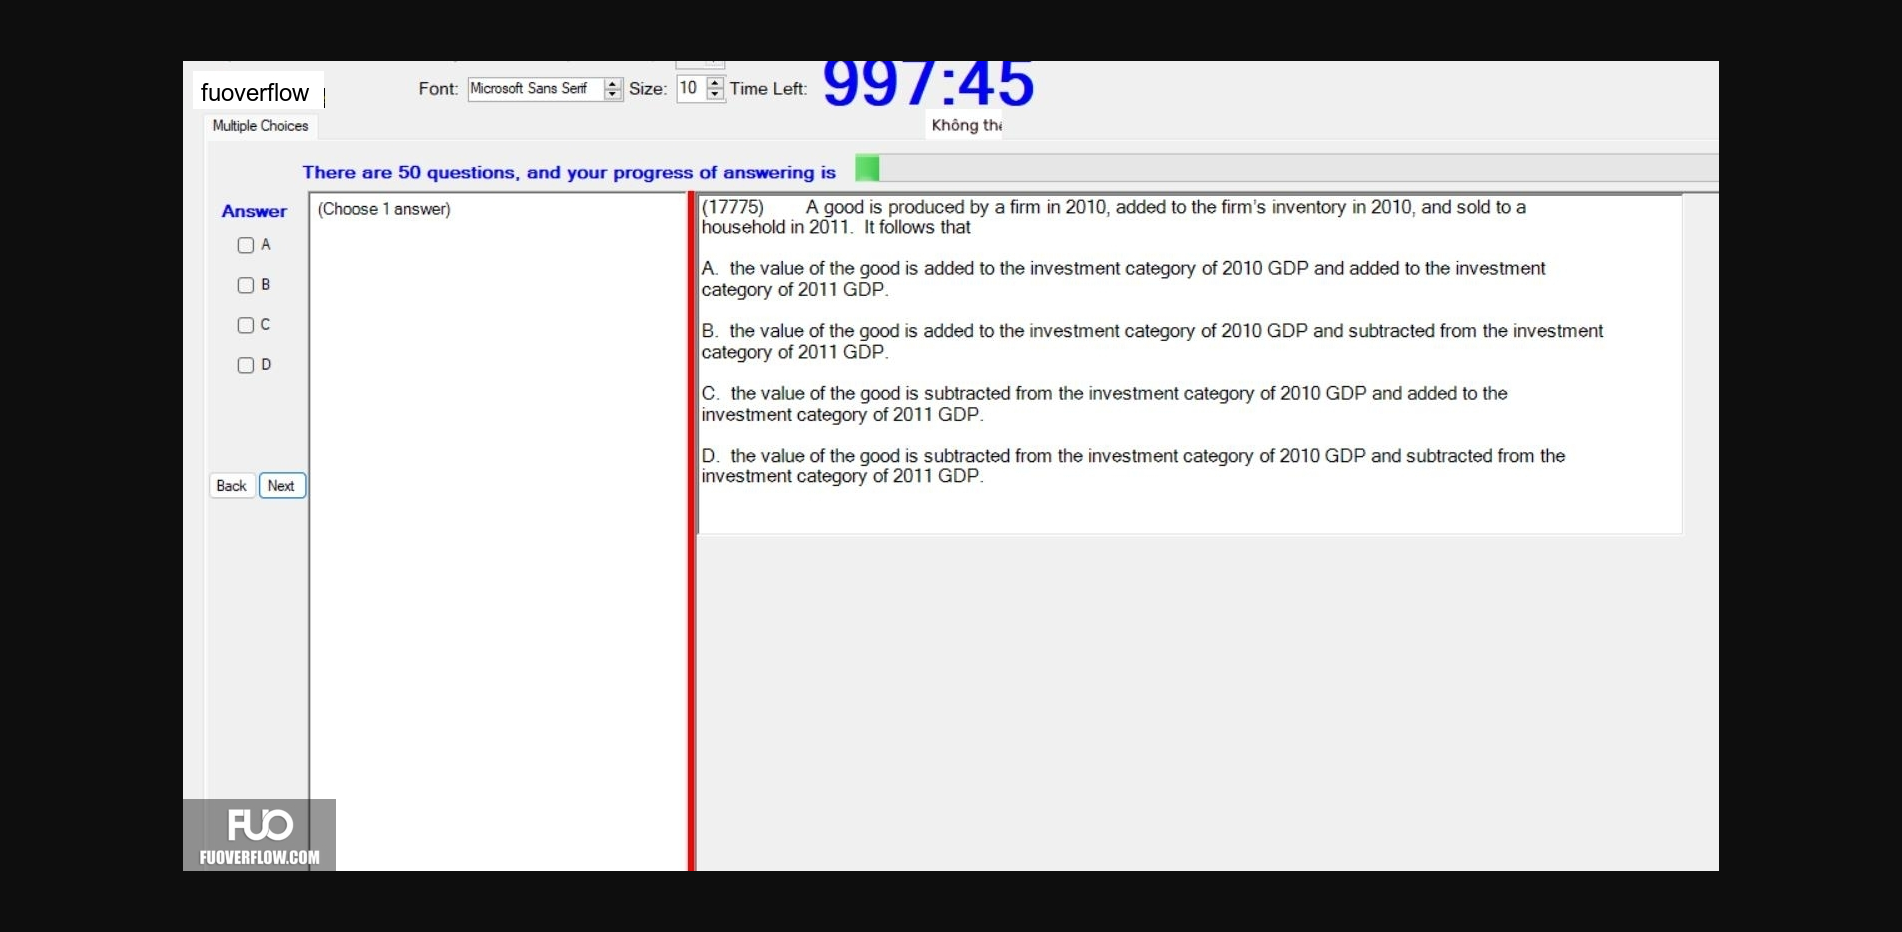 fuoverflow
Font: Microsoft Sans Serif Size: 10 Time Left: 997:45
Multiple Choices
Không thể
There are 50 questions, and your progress of answering is
Answer
(Choose 1 answer)
A
B
C
D
Back Next
(17775) A good is produced by a firm in 2010, added to the firm's inventory in 2010, and sold to a
household in 2011. It follows that
A. the value of the good is added to the investment category of 2010 GDP and added to the investment
category of 2011 GDP.
B. the value of the good is added to the investment category of 2010 GDP and subtracted from the investment
category of 2011 GDP.
C. the value of the good is subtracted from the investment category of 2010 GDP and added to the
investment category of 2011 GDP.
D. the value of the good is subtracted from the investment category of 2010 GDP and subtracted from the
investment category of 2011 GDP.
FUO
FUOVERFLOW.COM